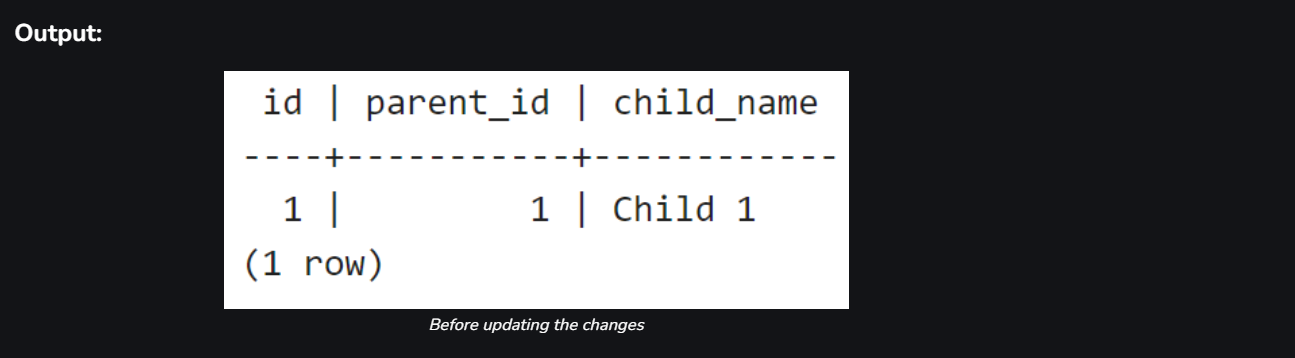 Output:
id | parent_id | child_name
----+-----------+------------
1 | 1 | Child 1
(1 row)
Before updating the changes